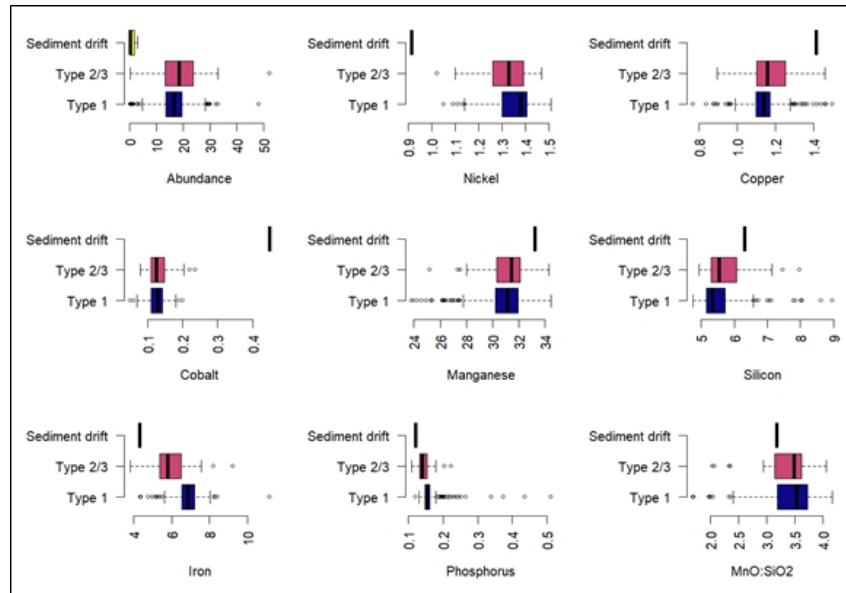 Sediment drift
Type 2/3
Type 1
0 10 20 30 40 50
Abundance
Sediment drift
Type 2/3
Type 1
0.9 1.0 1.1 1.2 1.3 1.4 1.5
Nickel
Sediment drift
Type 2/3
Type 1
0.8 1.0 1.2 1.4
Copper
Sediment drift
Type 2/3
Type 1
0.1 0.2 0.4
Cobalt
Sediment drift
Type 2/3
Type 1
24 26 28 30 32 34
Manganese
Sediment drift
Type 2/3
Type 1
5 6 7 8 9
Silicon
Sediment drift
Type 2/3
Type 1
4 6 8 10
Iron
Sediment drift
Type 2/3
Type 1
0.1 0.2 0.3 0.4 0.5
Phosphorus
Sediment drift
Type 2/3
Type 1
2.0 2.5 3.0 3.5 4.0
MnO:SiO2